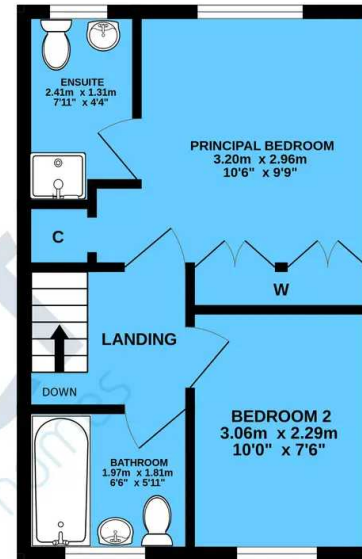 ENSUITE
2.41m x 1.31m
7'11" x 4'4"
PRINCIPAL BEDROOM
3.20m x 2.96m
10'6" x 9'9"
C
W
LANDING
DOWN
BEDROOM 2
3.06m x 2.29m
10'0" x 7'6"
BATHROOM
1.97m x 1.81m
6'6" x 5'11"
homes